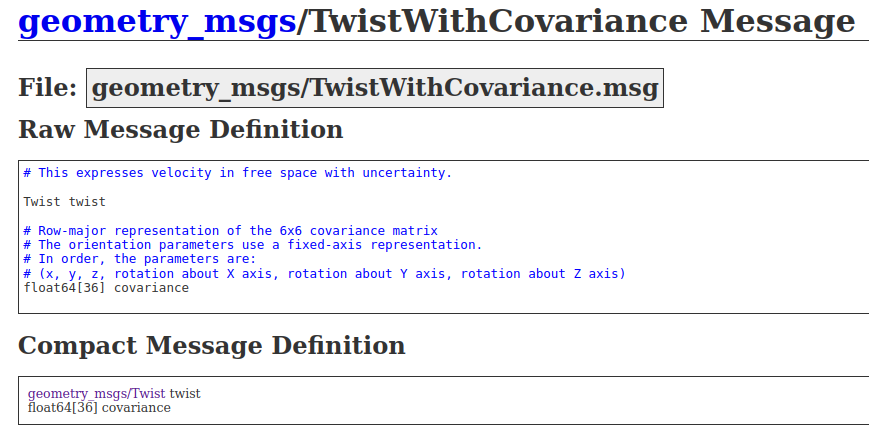 geometry_msgs/TwistWithCovariance Message
File: geometry_msgs/TwistWithCovariance.msg
Raw Message Definition
# This expresses velocity in free space with uncertainty.
Twist twist
# Row-major representation of the 6x6 covariance matrix
# The orientation parameters use a fixed-axis representation.
# In order, the parameters are:
# (x, y, z, rotation about X axis, rotation about Y axis, rotation about Z axis)
float64[36] covariance
Compact Message Definition
geometry_msgs/Twist twist
float64[36] covariance